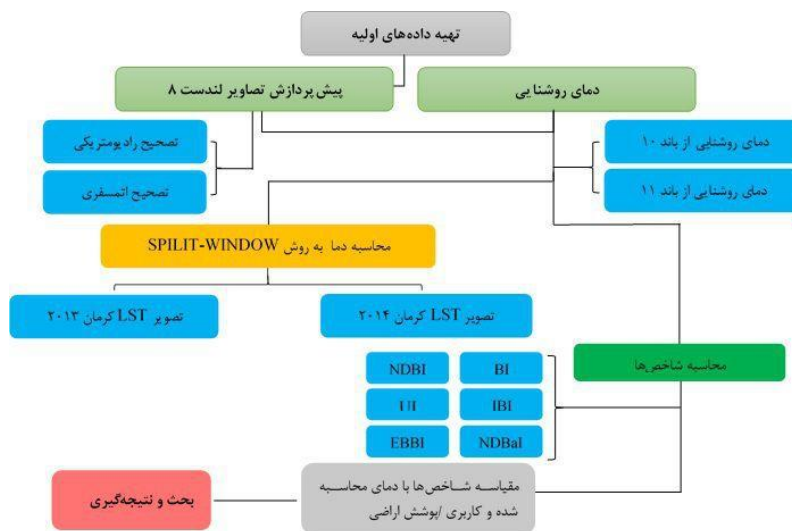 تهیه داده‌های اولیه
دمای روشنایی
پیش‌پردازش تصاویر لندست ۸
دمای روشنایی از باند ۱۰
دمای روشنایی از باند ۱۱
تصحیح رادیومتریکی
تصحیح اتمسفری
محاسبه دما به روش SPILIT-WINDOW
تصویر LST کرمان ۲۰۱۴
تصویر LST کرمان ۲۰۱۳
محاسبه شاخص‌ها
BI
NDBI
IBI
UI
NDBaI
EBBI
مقیاسه شاخص‌ها با دمای محاسبه
شده و کاربری /پوشش اراضی
بحث و نتیجه‌گیری